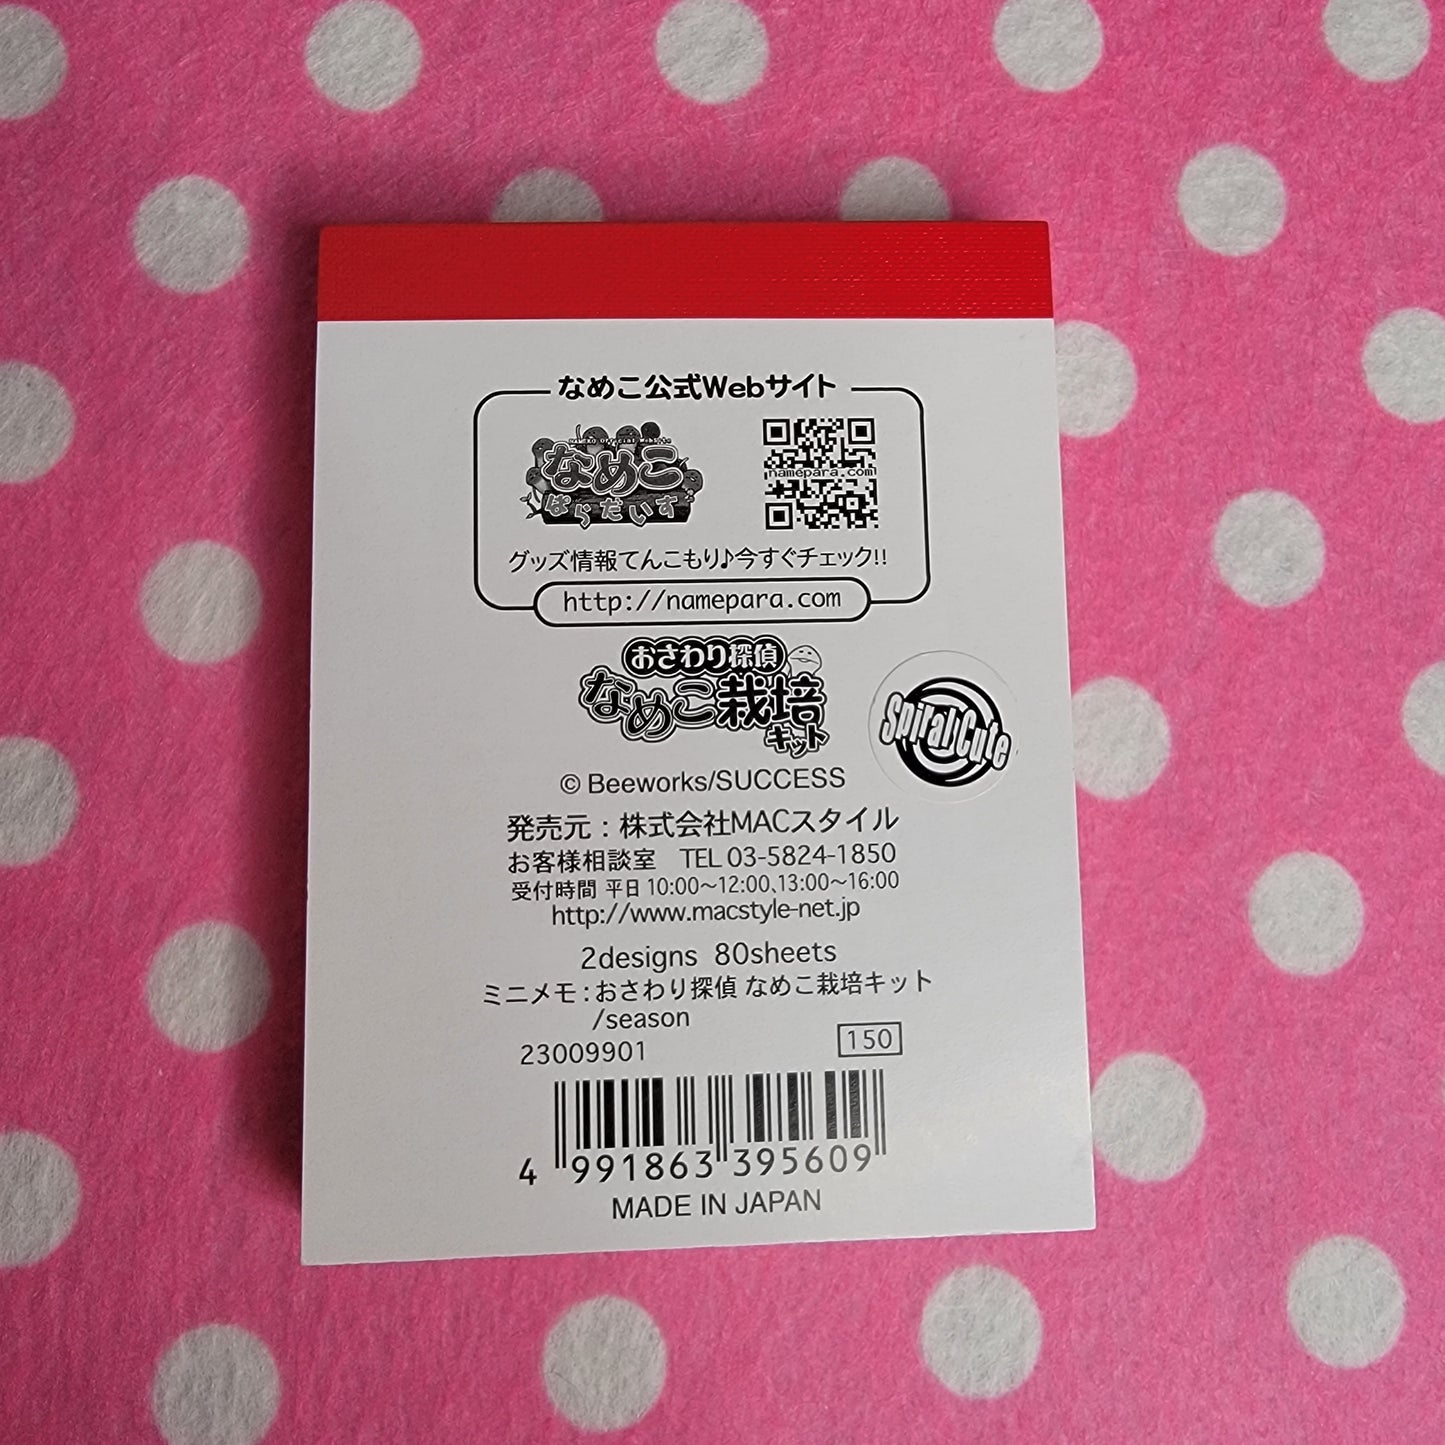 なめこ公式Webサイト
NAMEKO Official WebSite
なめこ
ぱらだいす
namepara.com
グッズ情報てんこもり♪今すぐチェック!!
http://namepara.com
おさわり探偵
なめこ栽培
キット
Spiral Cute
© Beeworks/SUCCESS
発売元：株式会社MACスタイル
お客様相談室 TEL 03-5824-1850
受付時間 平日 10:00～12:00、13:00～16:00
http://www.macstyle-net.jp
2designs 80sheets
ミニメモ：おさわり探偵 なめこ栽培キット
/season
23009901 150
4 991863 395609
MADE IN JAPAN